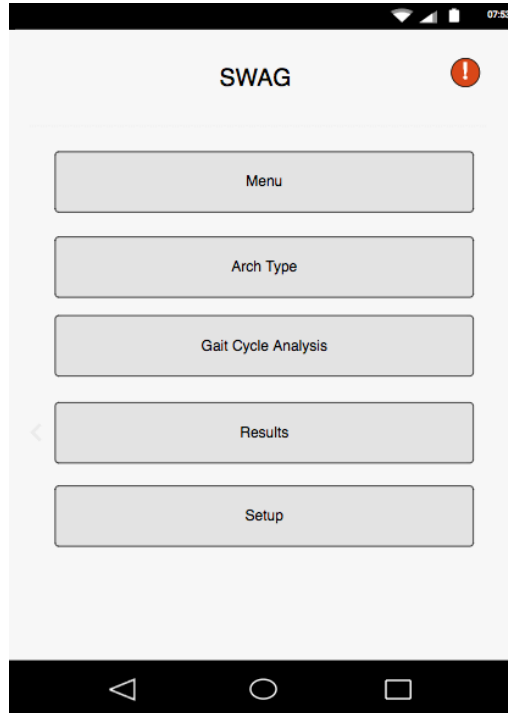 07:53
SWAG
!
Menu
Arch Type
Gait Cycle Analysis
Results
Setup